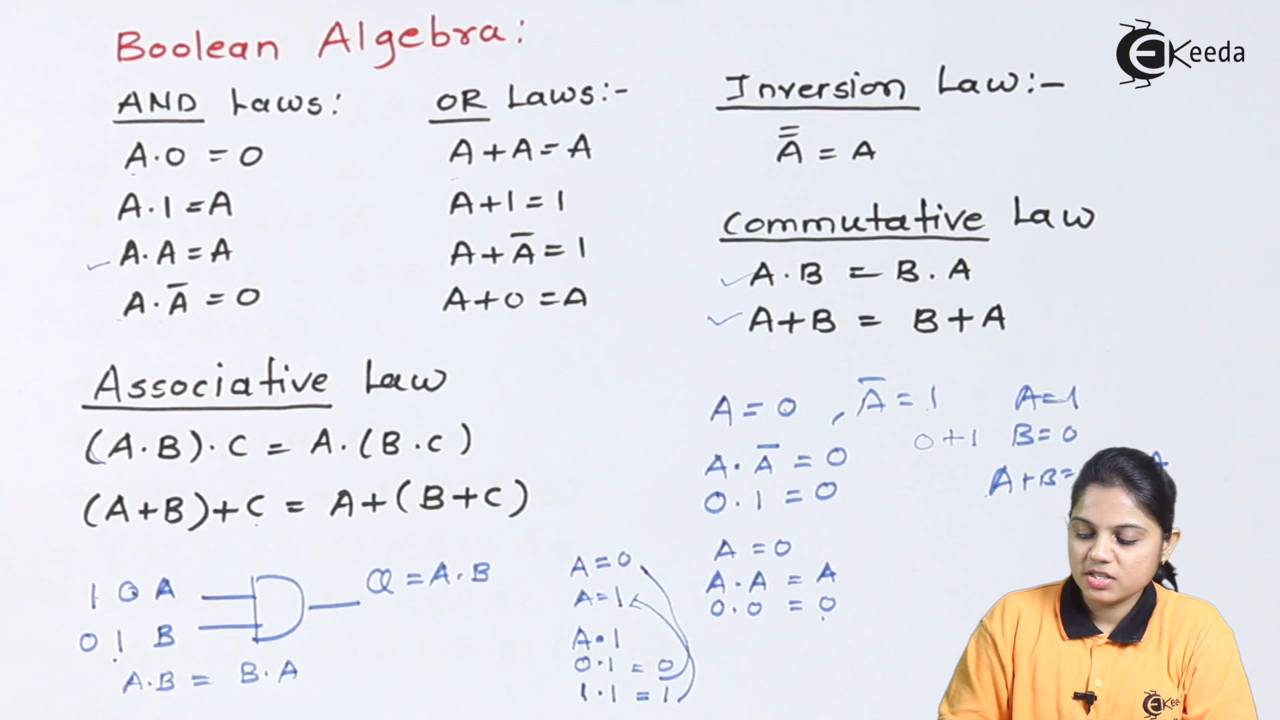 Boolean Algebra:
EKeeda
AND Laws:
A·0 = 0
A·1 = A
A·A = A
A·A̅ = 0
OR Laws:-
A+A = A
A+1 = 1
A+A̅ = 1
A+0 = A
Inversion Law:-
A̿ = A
Commutative Law
A·B = B·A
A+B = B+A
Associative Law
(A·B)·C = A·(B·C)
(A+B)+C = A+(B+C)
1 0 A
0 1 B
Q = A·B
A·B = B·A
A=0
A=1
A·1
0·1 = 0
1·1 = 1
A = 0, A̅ = 1
A·A̅ = 0
0·1 = 0
A = 0
A·A = A
0·0 = 0
A=1
0+1 B=0
A+B=